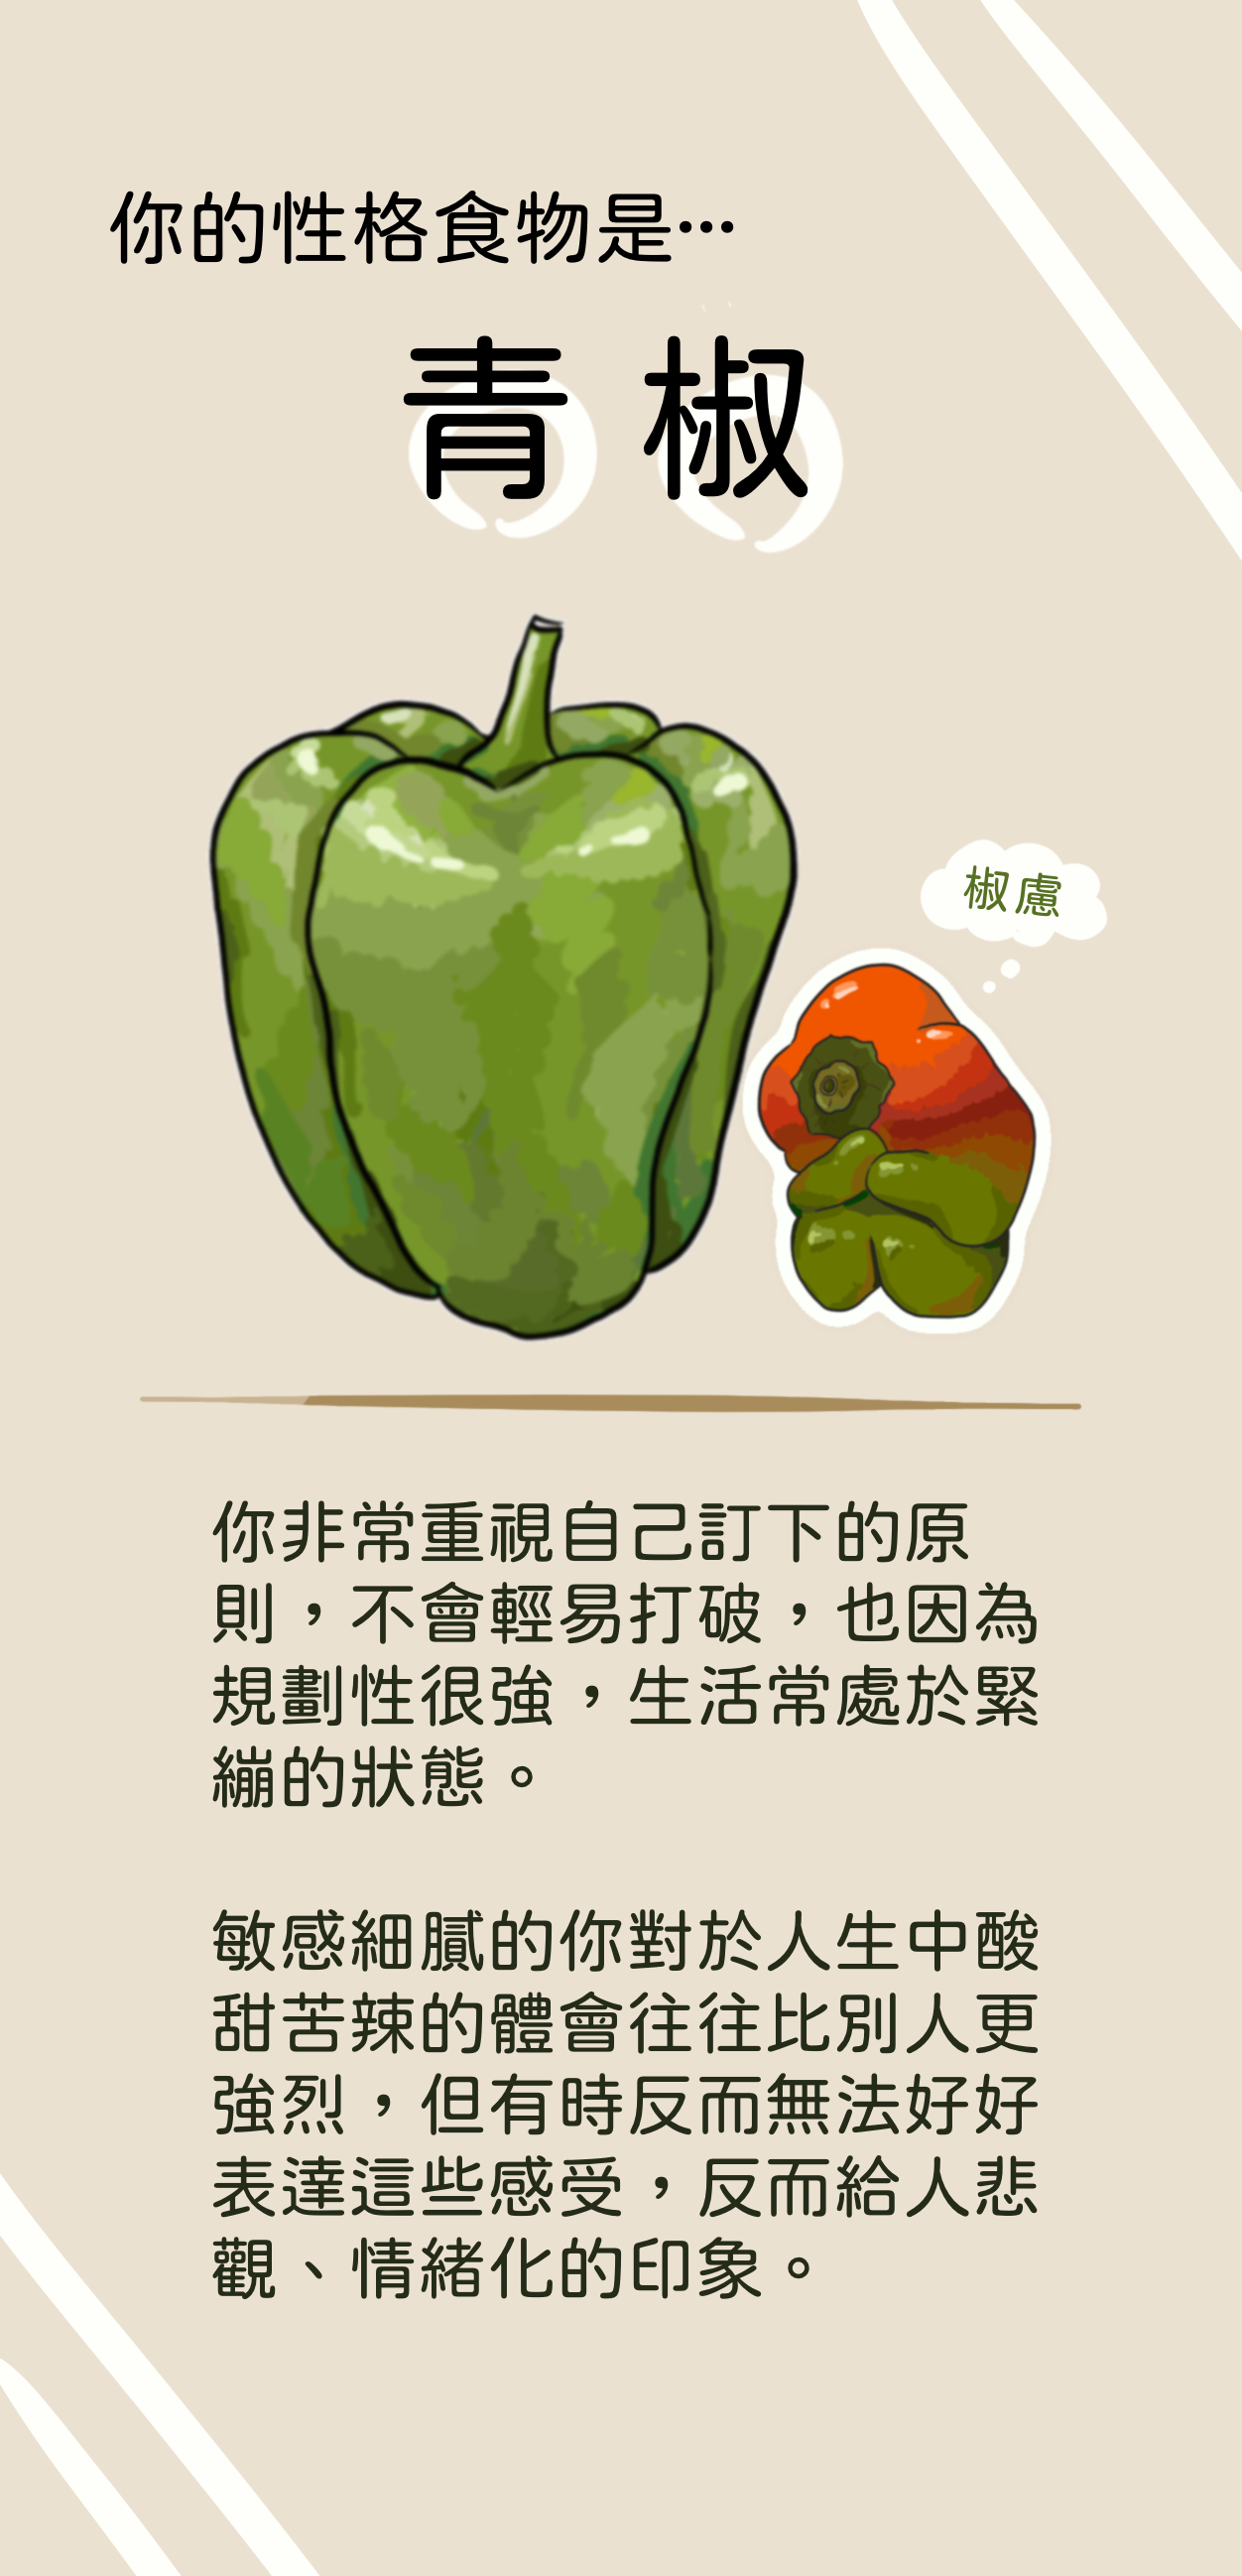 你的性格食物是…
青椒
椒慮
你非常重視自己訂下的原
則，不會輕易打破，也因為
規劃性很強，生活常處於緊
繃的狀態。
敏感細膩的你對於人生中酸
甜苦辣的體會往往比別人更
強烈，但有時反而無法好好
表達這些感受，反而給人悲
觀、情緒化的印象。